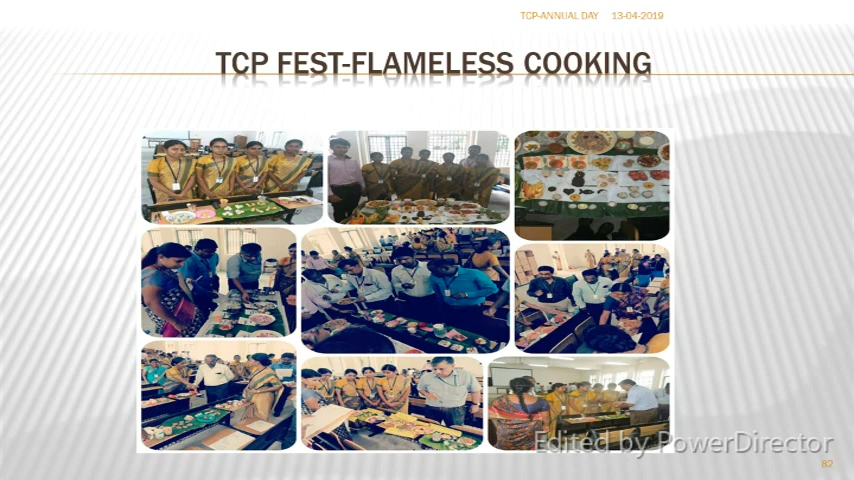 TCP-ANNUAL DAY 13-04-2019
TCP FEST-FLAMELESS COOKING
Edited by PowerDirector
82